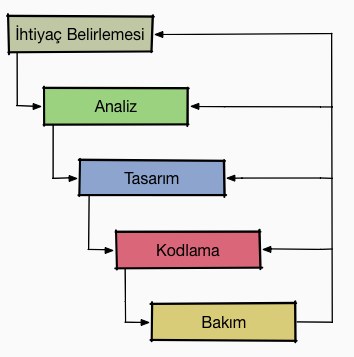 İhtiyaç Belirlemesi
Analiz
Tasarım
Kodlama
Bakım